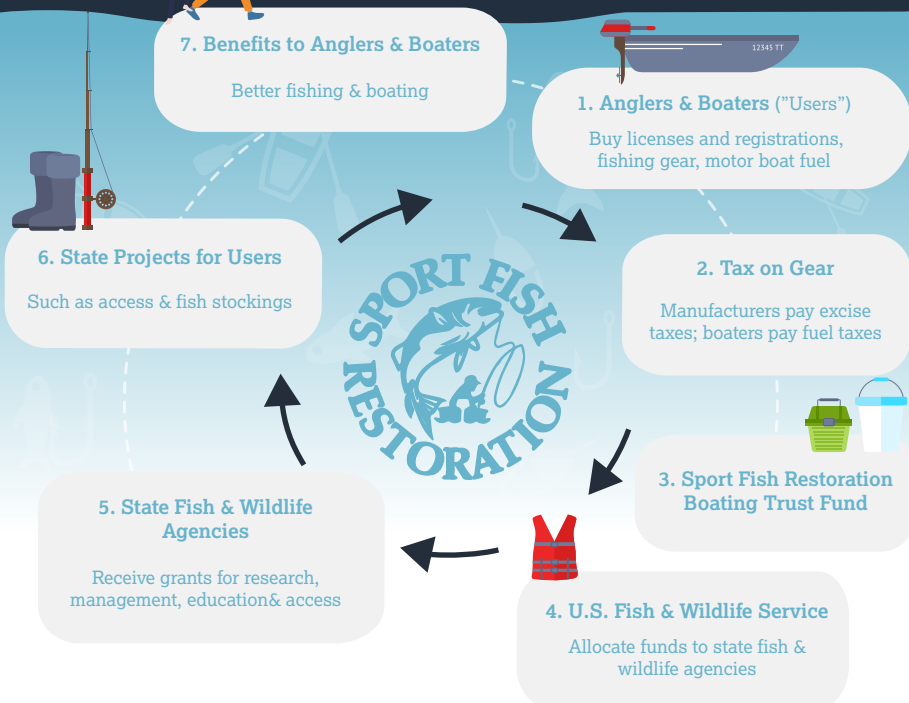 7. Benefits to Anglers & Boaters
Better fishing & boating
12345 TT
1. Anglers & Boaters ("Users")
Buy licenses and registrations,
fishing gear, motor boat fuel
6. State Projects for Users
Such as access & fish stockings
2. Tax on Gear
Manufacturers pay excise
taxes; boaters pay fuel taxes
SPORT FISH
RESTORATION
3. Sport Fish Restoration
Boating Trust Fund
5. State Fish & Wildlife
Agencies
Receive grants for research,
management, education& access
4. U.S. Fish & Wildlife Service
Allocate funds to state fish &
wildlife agencies